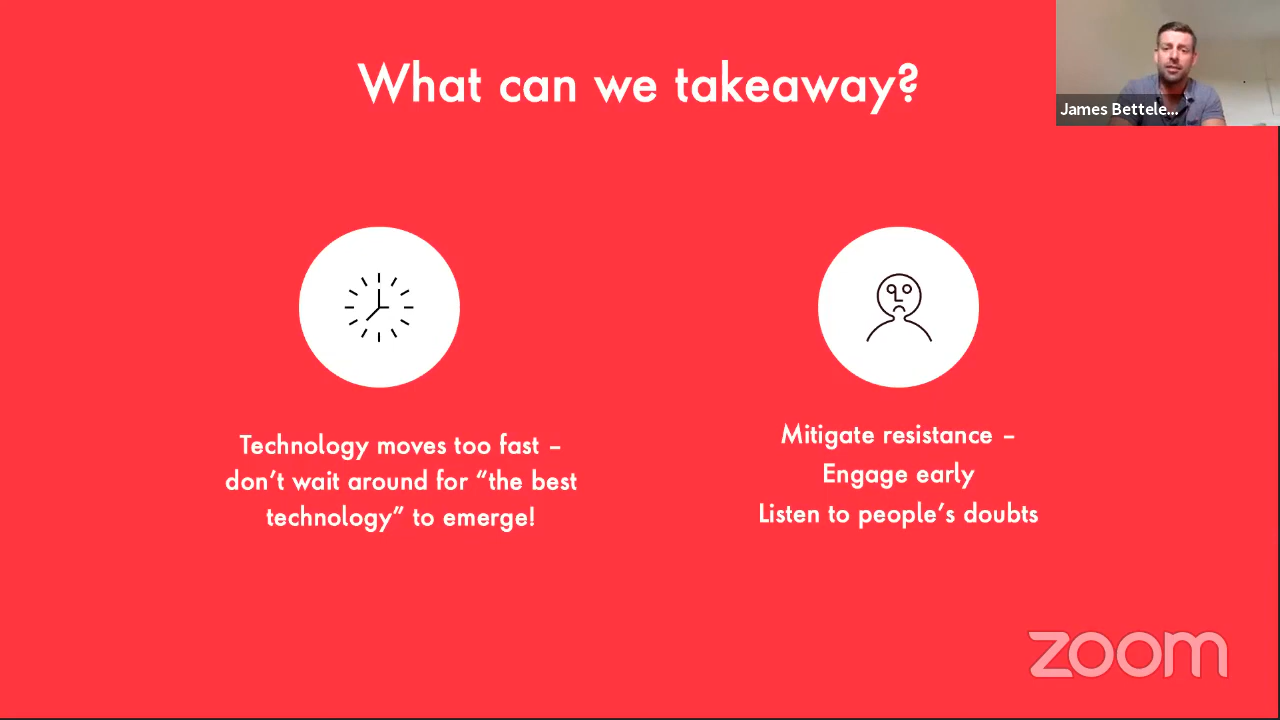 What can we takeaway?
James Bettele...
Technology moves too fast –
don't wait around for “the best
technology” to emerge!
Mitigate resistance –
Engage early
Listen to people's doubts
zoom